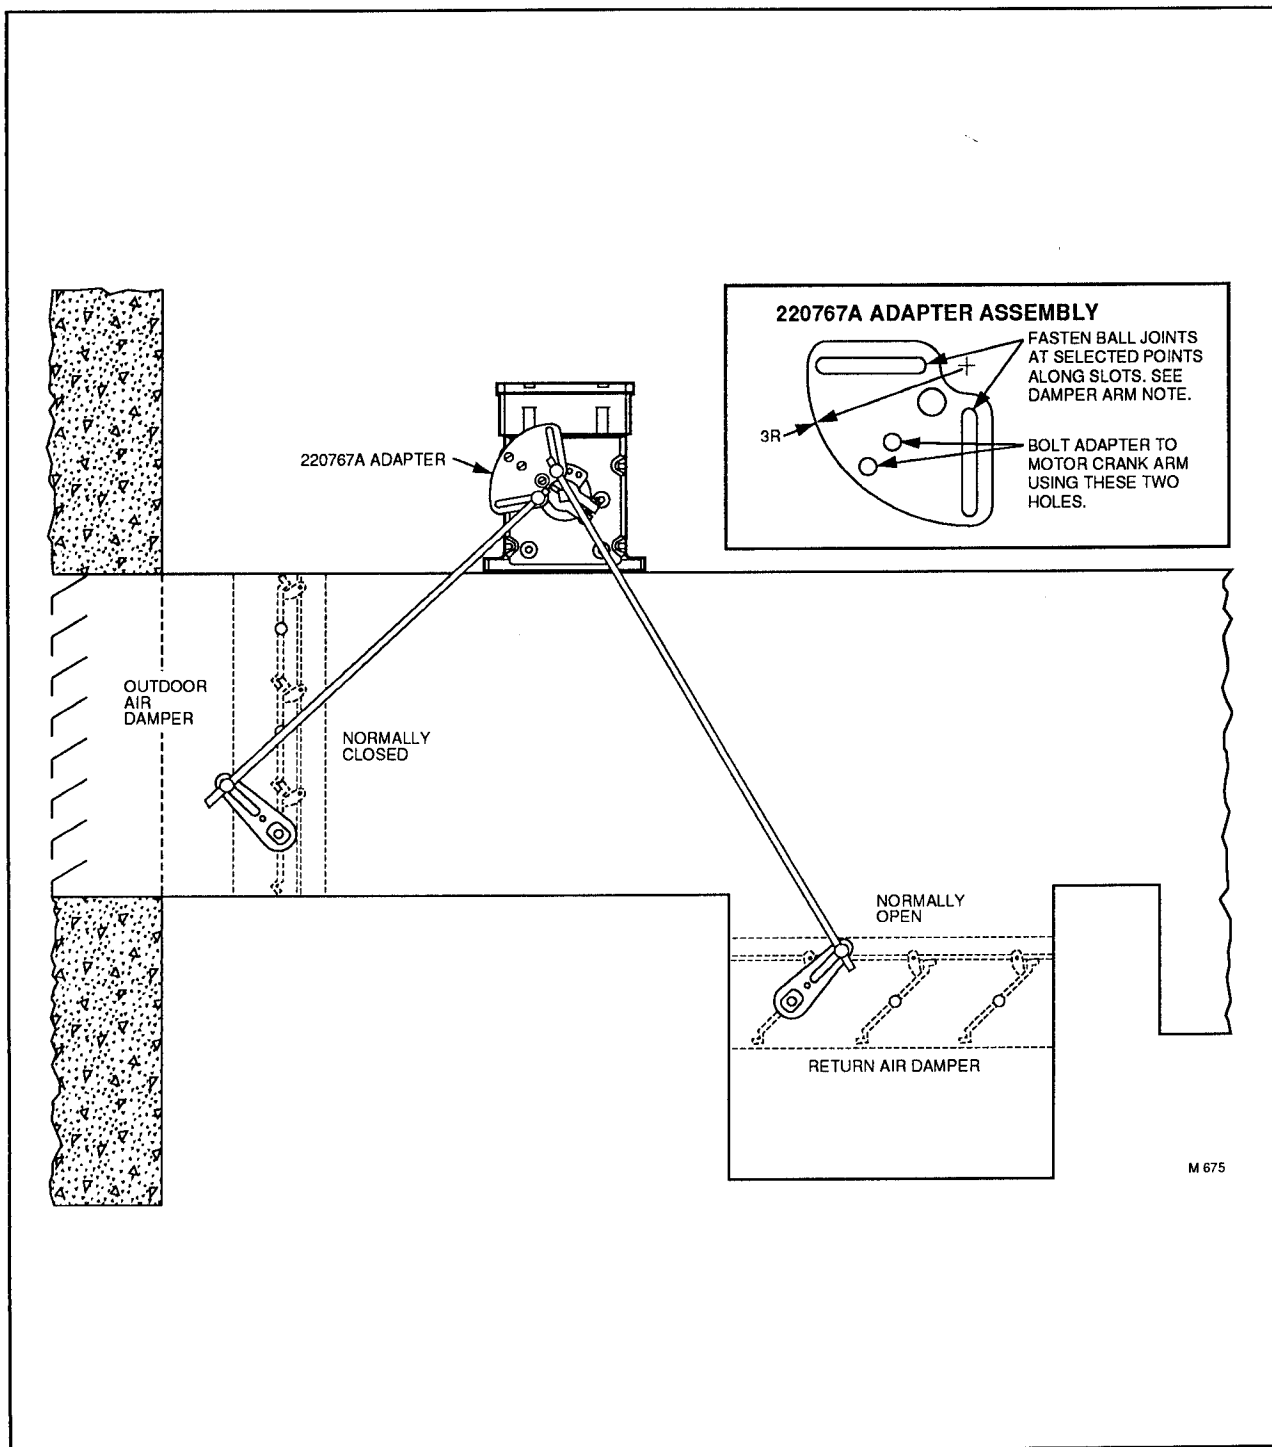 220767A ADAPTER ASSEMBLY
FASTEN BALL JOINTS
AT SELECTED POINTS
ALONG SLOTS. SEE
DAMPER ARM NOTE.
3R
BOLT ADAPTER TO
MOTOR CRANK ARM
USING THESE TWO
HOLES.
220767A ADAPTER
OUTDOOR
AIR
DAMPER
NORMALLY
CLOSED
NORMALLY
OPEN
RETURN AIR DAMPER
M 675